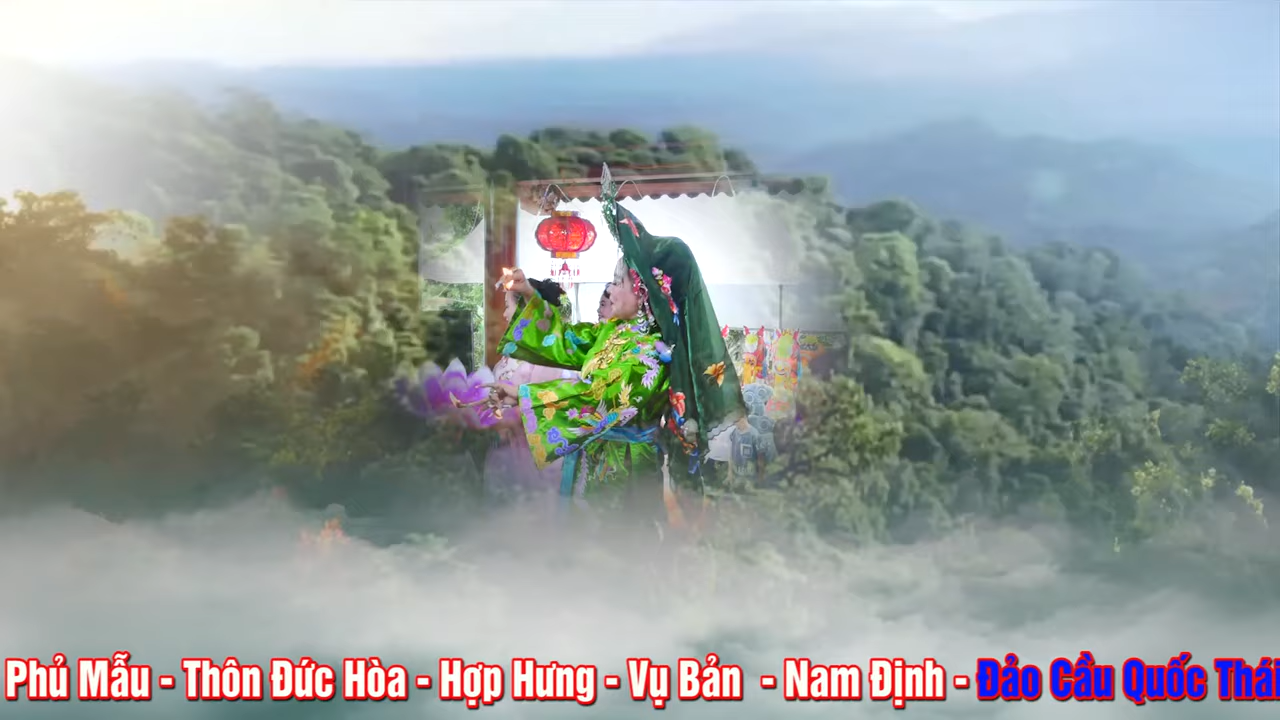 Phủ Mẫu - Thôn Đức Hòa - Hợp Hưng - Vụ Bản - Nam Định - Đảo Cầu Quốc Thái